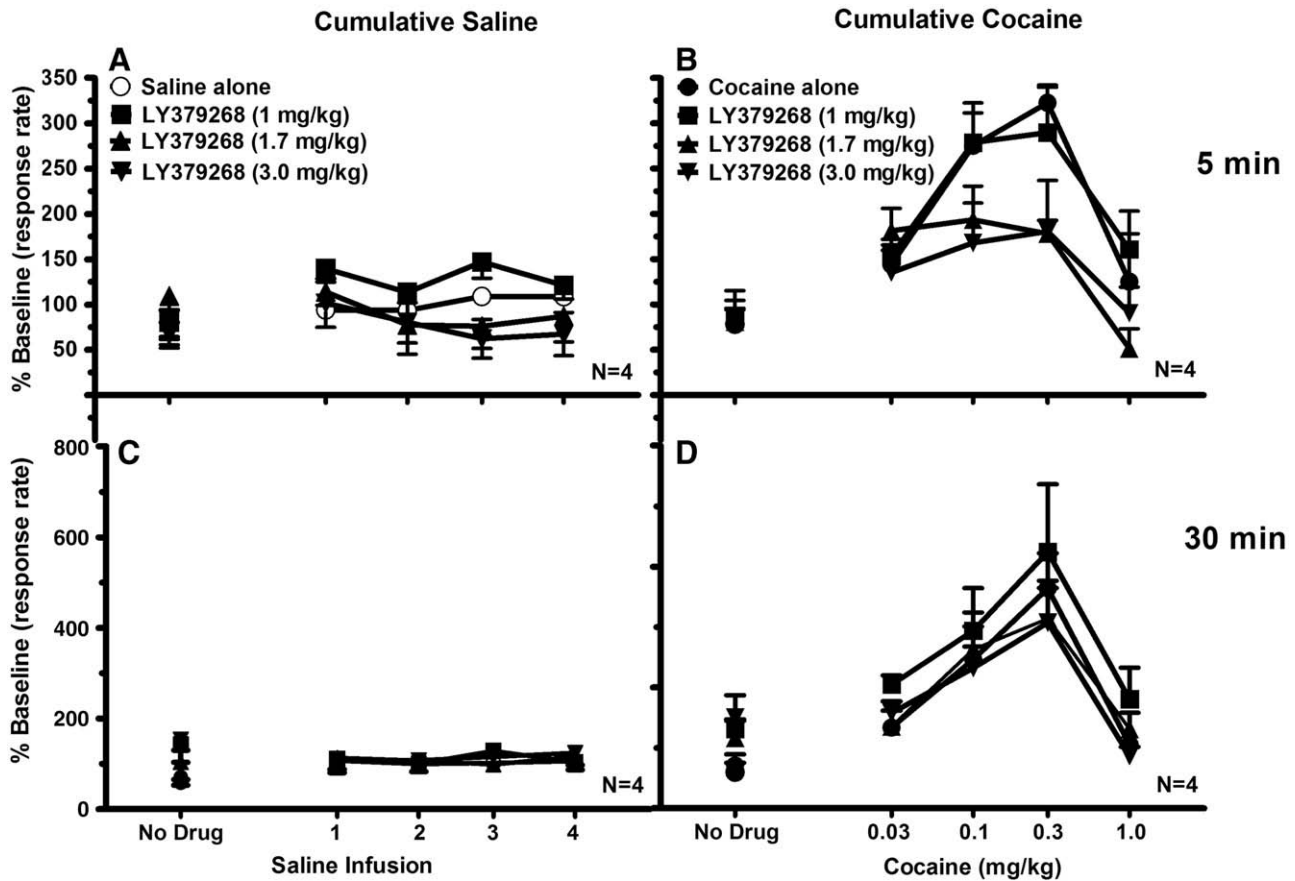 Cumulative Saline
Cumulative Cocaine
A
Saline alone
LY379268 (1 mg/kg)
LY379268 (1.7 mg/kg)
LY379268 (3.0 mg/kg)
350
300
250
200
150
100
50
% Baseline (response rate)
N=4
B
Cocaine alone
LY379268 (1 mg/kg)
LY379268 (1.7 mg/kg)
LY379268 (3.0 mg/kg)
N=4
5 min
C
800
600
400
200
0
% Baseline (response rate)
N=4
No Drug
1
2
3
4
Saline Infusion
D
N=4
30 min
No Drug
0.03
0.1
0.3
1.0
Cocaine (mg/kg)